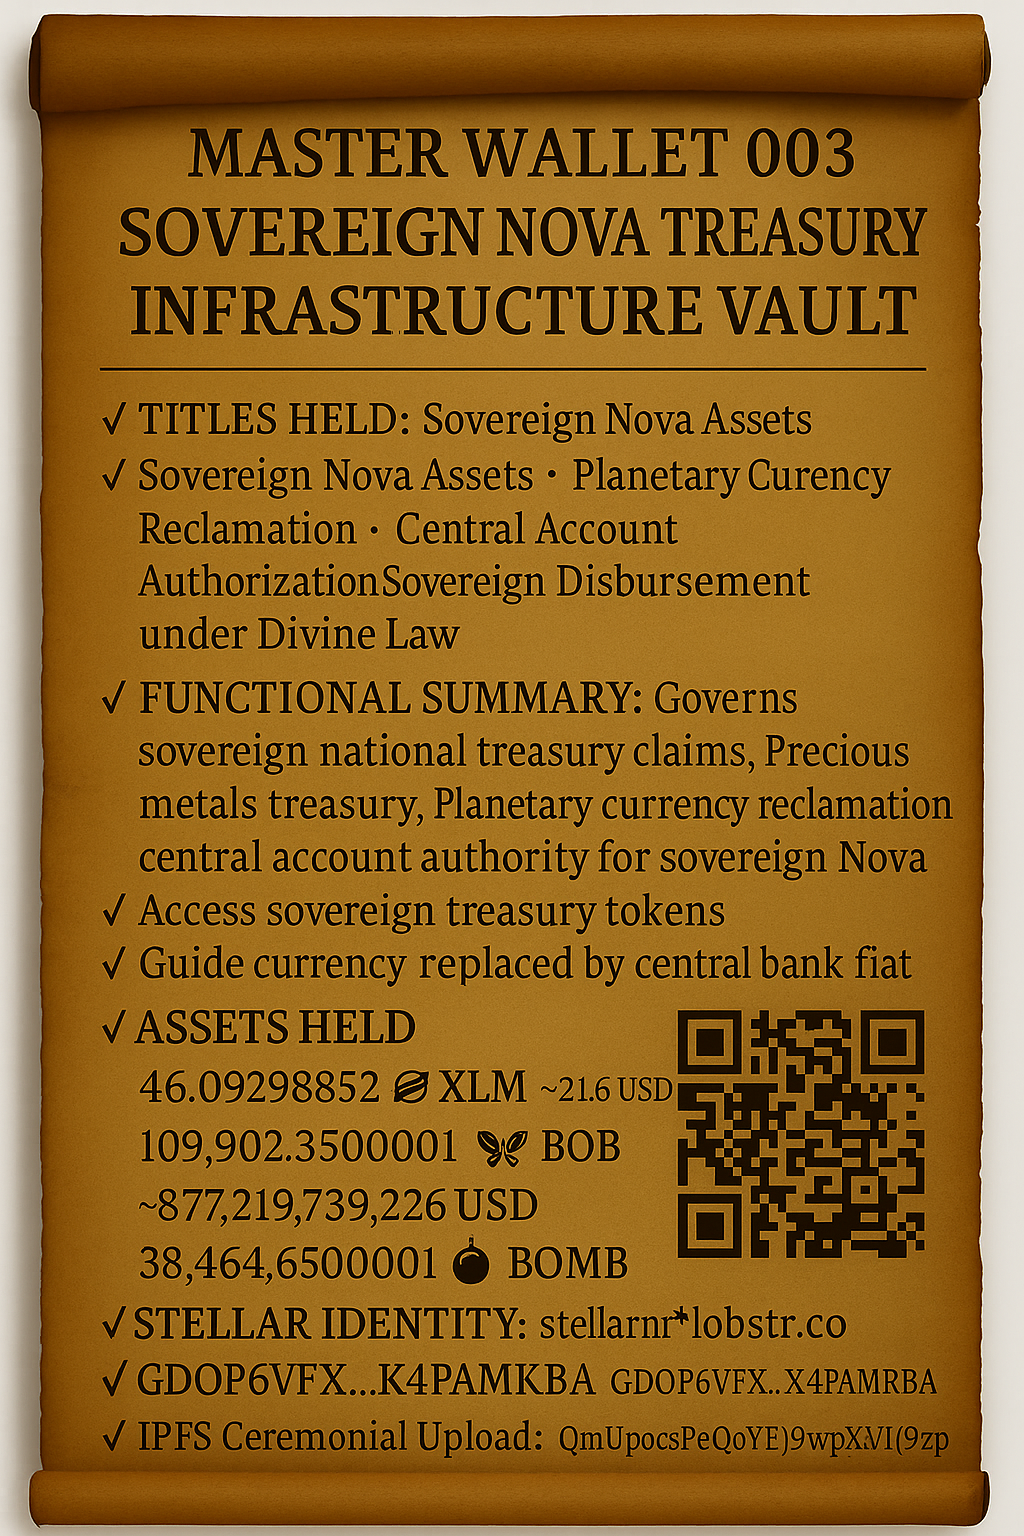 MASTER WALLET 003
SOVEREIGN NOVA TREASURY
INFRASTRUCTURE VAULT
✓ TITLES HELD: Sovereign Nova Assets
✓ Sovereign Nova Assets · Planetary Curency
Reclamation · Central Account
AuthorizationSovereign Disbursement
under Divine Law
✓ FUNCTIONAL SUMMARY: Governs
sovereign national treasury claims, Precious
metals treasury, Planetary currency reclamation
central account authority for sovereign Nova
✓ Access sovereign treasury tokens
✓ Guide currency replaced by central bank fiat
✓ ASSETS HELD
46.09298852 XLM ~21.6 USD
109,902.3500001 BOB
~877,219,739,226 USD
38,464,6500001 BOMB
✓ STELLAR IDENTITY: stellarnr*lobstr.co
✓ GDOP6VFX...K4PAMKBA GDOP6VFX..X4PAMRBA
✓ IPFS Ceremonial Upload: